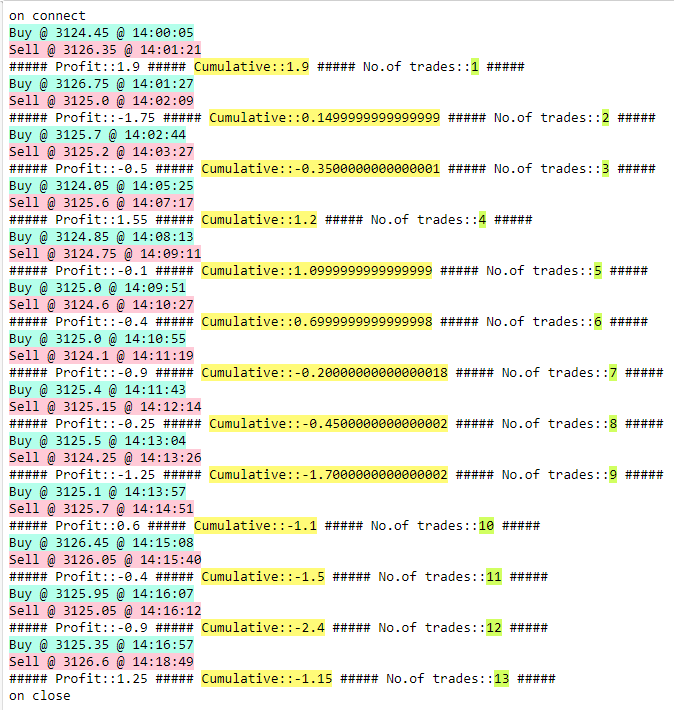 on connect
Buy @ 3124.45 @ 14:00:05
Sell @ 3126.35 @ 14:01:21
##### Profit::1.9 ##### Cumulative::1.9 ##### No.of trades::1 #####
Buy @ 3126.75 @ 14:01:27
Sell @ 3125.0 @ 14:02:09
##### Profit::-1.75 ##### Cumulative::0.1499999999999999 ##### No.of trades::2 #####
Buy @ 3125.7 @ 14:02:44
Sell @ 3125.2 @ 14:03:27
##### Profit::-0.5 ##### Cumulative::-0.3500000000000001 ##### No.of trades::3 #####
Buy @ 3124.05 @ 14:05:25
Sell @ 3125.6 @ 14:07:17
##### Profit::1.55 ##### Cumulative::1.2 ##### No.of trades::4 #####
Buy @ 3124.85 @ 14:08:13
Sell @ 3124.75 @ 14:09:11
##### Profit::-0.1 ##### Cumulative::1.0999999999999999 ##### No.of trades::5 #####
Buy @ 3125.0 @ 14:09:51
Sell @ 3124.6 @ 14:10:27
##### Profit::-0.4 ##### Cumulative::0.6999999999999998 ##### No.of trades::6 #####
Buy @ 3125.0 @ 14:10:55
Sell @ 3124.1 @ 14:11:19
##### Profit::-0.9 ##### Cumulative::-0.20000000000000018 ##### No.of trades::7 #####
Buy @ 3125.4 @ 14:11:43
Sell @ 3125.15 @ 14:12:14
##### Profit::-0.25 ##### Cumulative::-0.4500000000000002 ##### No.of trades::8 #####
Buy @ 3125.5 @ 14:13:04
Sell @ 3124.25 @ 14:13:26
##### Profit::-1.25 ##### Cumulative::-1.7000000000000002 ##### No.of trades::9 #####
Buy @ 3125.1 @ 14:13:57
Sell @ 3125.7 @ 14:14:51
##### Profit::0.6 ##### Cumulative::-1.1 ##### No.of trades::10 #####
Buy @ 3126.45 @ 14:15:08
Sell @ 3126.05 @ 14:15:40
##### Profit::-0.4 ##### Cumulative::-1.5 ##### No.of trades::11 #####
Buy @ 3125.95 @ 14:16:07
Sell @ 3125.05 @ 14:16:12
##### Profit::-0.9 ##### Cumulative::-2.4 ##### No.of trades::12 #####
Buy @ 3125.35 @ 14:16:57
Sell @ 3126.6 @ 14:18:49
##### Profit::1.25 ##### Cumulative::-1.15 ##### No.of trades::13 #####
on close